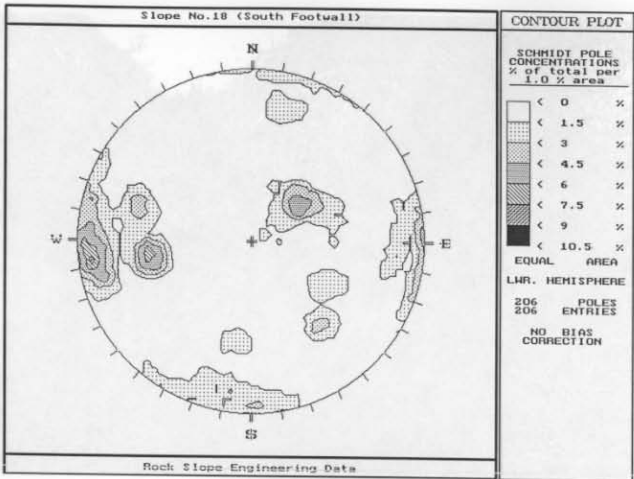 Slope No.18 (South Footwall)
N
W
E
S
Rock Slope Engineering Data
CONTOUR PLOT
SCHMIDT POLE
CONCENTRATIONS
% of total per
1.0 % area
< 0 %
< 1.5 %
< 3 %
< 4.5 %
< 6 %
< 7.5 %
< 9 %
< 10.5 %
EQUAL AREA
LWR. HEMISPHERE
206 POLES
206 ENTRIES
NO BIAS
CORRECTION